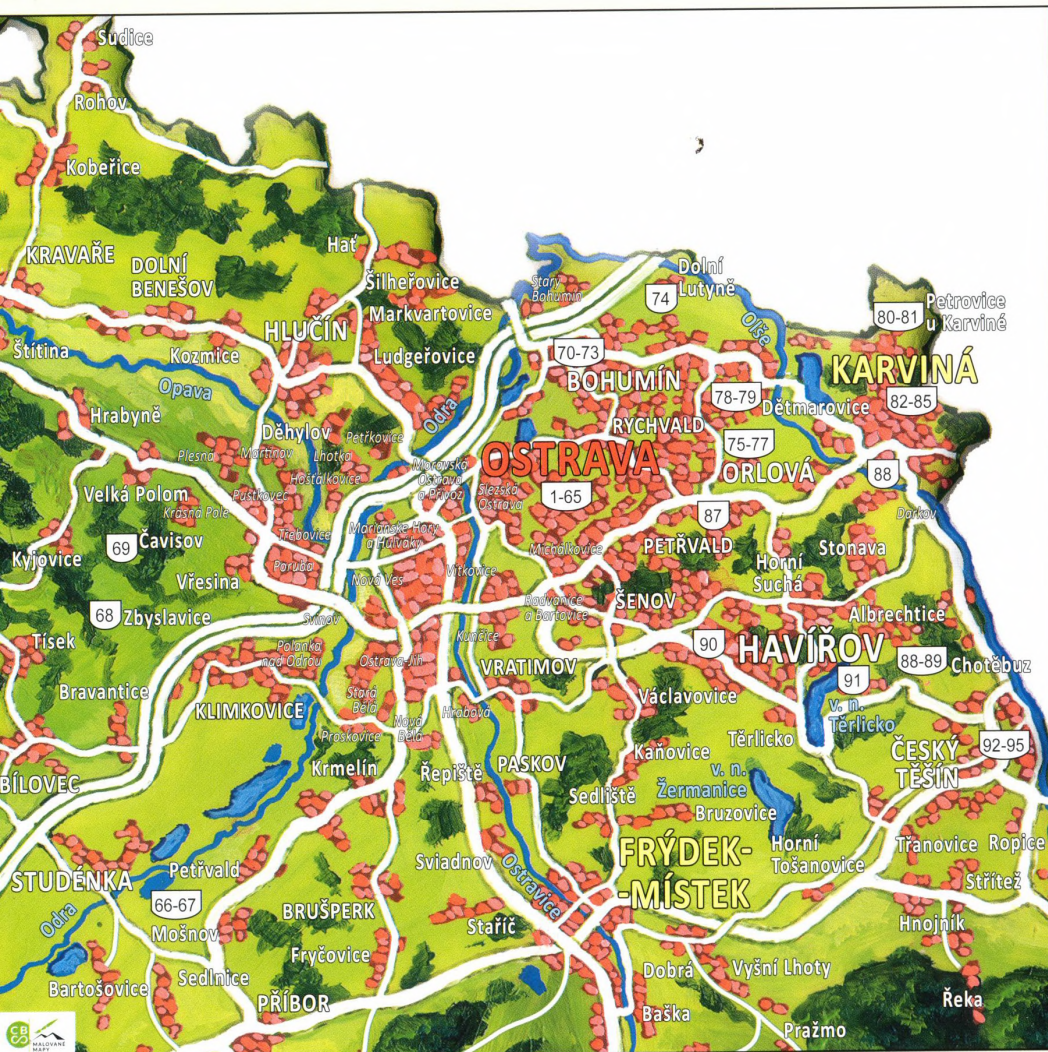 Sudice
Rohov
Kobeřice
KRAVAŘE
DOLNÍ
BENEŠOV
Hať
Šilheřovice
Markvartovice
HLUČÍN
Ludgeřovice
Kozmice
Štítina
Opava
Hrabyně
Děhylov
Petřkovice
Odra
Starý
Bohumín
74
Dolní
Lutyně
Olše
80-81
Petrovice
u Karviné
70-73
BOHUMÍN
KARVINÁ
78-79
Dětmarovice
82-85
RYCHVALD
75-77
ORLOVÁ
88
Darkov
OSTRAVA
1-65
Plesná
Martinov
Lhotka
Hošťálkovice
Pustkovec
Moravská
Ostrava
a Přívoz
Slezská
Ostrava
Velká Polom
Krásné Pole
69
Čavisov
Třebovice
Mariánské Hory
a Hulváky
Michálkovice
87
PETŘVALD
Horní
Suchá
Stonava
Kyjovice
Vřesina
Poruba
Nová Ves
Vítkovice
Radvanice
a Bartovice
ŠENOV
Albrechtice
68
Zbyslavice
Svinov
Kunčice
90
HAVÍŘOV
88-89
Chotěbuz
Tísek
Polanka
nad Odrou
Ostrava-Jih
VRATIMOV
91
v. n.
Těrlicko
Bravantice
KLIMKOVICE
Stará
Bělá
Proskovice
Nová
Bělá
Hrabová
Václavovice
Těrlicko
ČESKÝ
TĚŠÍN
92-95
BÍLOVEC
Krmelín
Řepiště
PASKOV
Kaňovice
v. n.
Žermanice
Sedliště
Bruzovice
Horní
Tošanovice
Třanovice
Ropice
STUDÉNKA
Petřvald
Sviadnov
Ostravice
FRÝDEK-
-MÍSTEK
Střítež
Odra
66-67
Mošnov
BRUŠPERK
Staříč
Hnojník
Bartošovice
Sedlnice
Fryčovice
Dobrá
Vyšní Lhoty
PŘÍBOR
Baška
Pražmo
Řeka
CBS
MALOVANÉ
MAPY